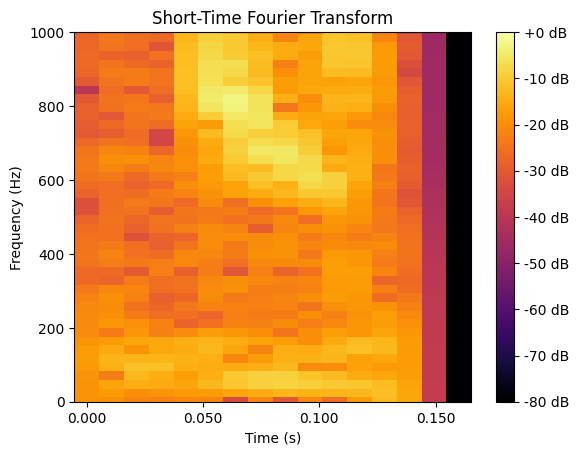 Short-Time Fourier Transform
Frequency (Hz)
1000
800
600
400
200
0
0.000
0.050
0.100
0.150
Time (s)
+0 dB
-10 dB
-20 dB
-30 dB
-40 dB
-50 dB
-60 dB
-70 dB
-80 dB